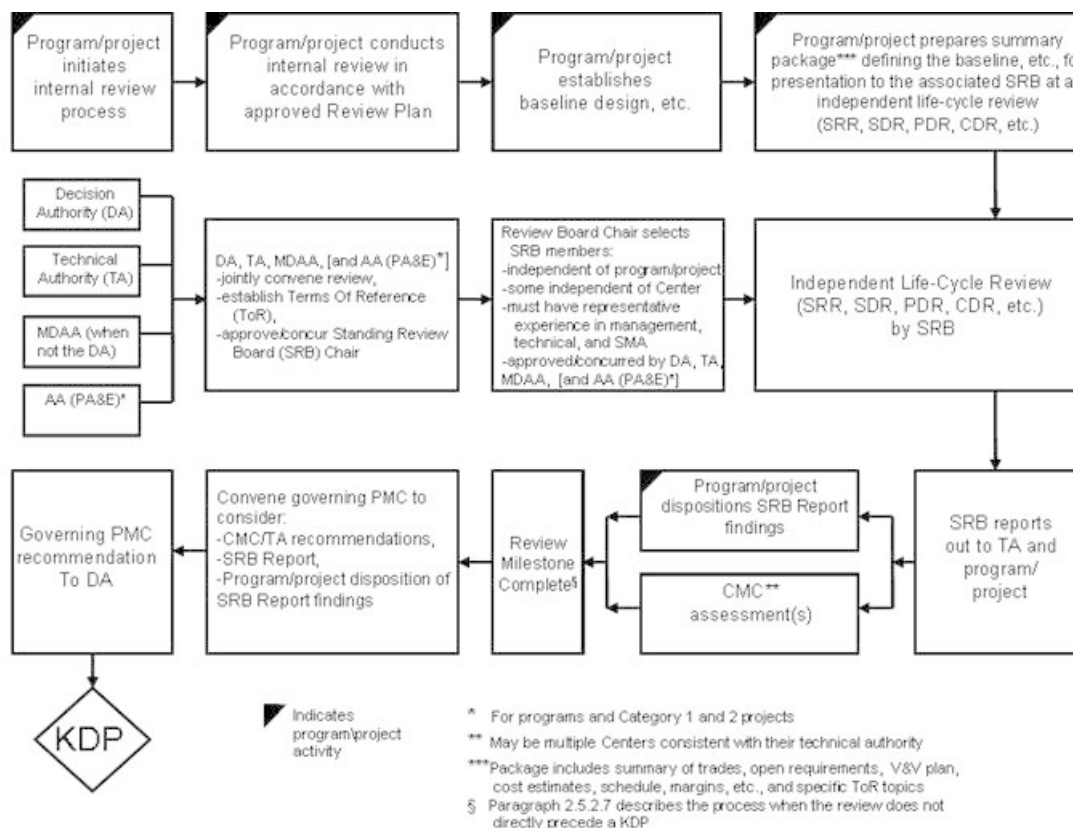 Program/project
initiates
internal review
process
Program/project conducts
internal review in
accordance with
approved Review Plan
Program/project
establishes
baseline design, etc.
Program/project prepares summary
package*** defining the baseline, etc., fo
presentation to the associated SRB at a
independent life-cycle review
(SRR, SDR, PDR, CDR, etc.)
Decision
Authority (DA)
Technical
Authority (TA)
MDAA (when
not the DA)
AA (PA&E)*
DA, TA, MDAA, [and AA (PA&E)*]
-jointly convene review,
-establish Terms Of Reference
(ToR),
-approve/concur Standing Review
Board (SRB) Chair
Review Board Chair selects
SRB members:
-independent of program/project
-some independent of Center
-must have representative
experience in management,
technical, and SMA
-approved/concurred by DA, TA,
MDAA, [and AA (PA&E)*]
Independent Life-Cycle Review
(SRR, SDR, PDR, CDR, etc.)
by SRB
Governing PMC
recommendation
To DA
Convene governing PMC to
consider:
-CMC/TA recommendations,
-SRB Report,
-Program/project disposition of
SRB Report findings
Review
Milestone
Complete§
Program/project
dispositions SRB Report
findings
CMC**
assessment(s)
SRB reports
out to TA and
program/
project
KDP
Indicates
program\project
activity
* For programs and Category 1 and 2 projects
** May be multiple Centers consistent with their technical authority
***Package includes summary of trades, open requirements, V&V plan,
cost estimates, schedule, margins, etc., and specific ToR topics
§ Paragraph 2.5.2.7 describes the process when the review does not
directly precede a KDP